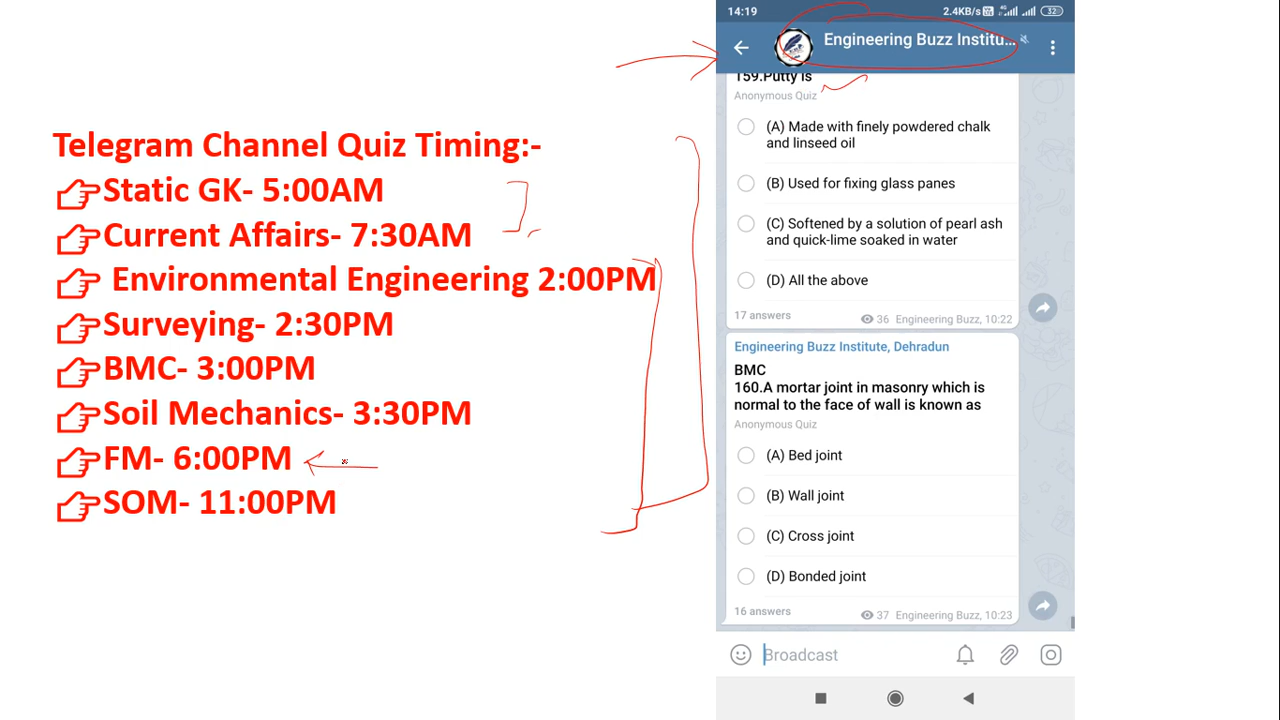 Telegram Channel Quiz Timing:-
Static GK- 5:00AM
Current Affairs- 7:30AM
Environmental Engineering 2:00PM
Surveying- 2:30PM
BMC- 3:00PM
Soil Mechanics- 3:30PM
FM- 6:00PM
SOM- 11:00PM
14:19
2.4KB/s 4G 32
Engineering Buzz Institu...
159.Putty is
Anonymous Quiz
(A) Made with finely powdered chalk
and linseed oil
(B) Used for fixing glass panes
(C) Softened by a solution of pearl ash
and quick-lime soaked in water
(D) All the above
17 answers
36 Engineering Buzz, 10:22
Engineering Buzz Institute, Dehradun
BMC
160.A mortar joint in masonry which is
normal to the face of wall is known as
Anonymous Quiz
(A) Bed joint
(B) Wall joint
(C) Cross joint
(D) Bonded joint
16 answers
37 Engineering Buzz, 10:23
Broadcast